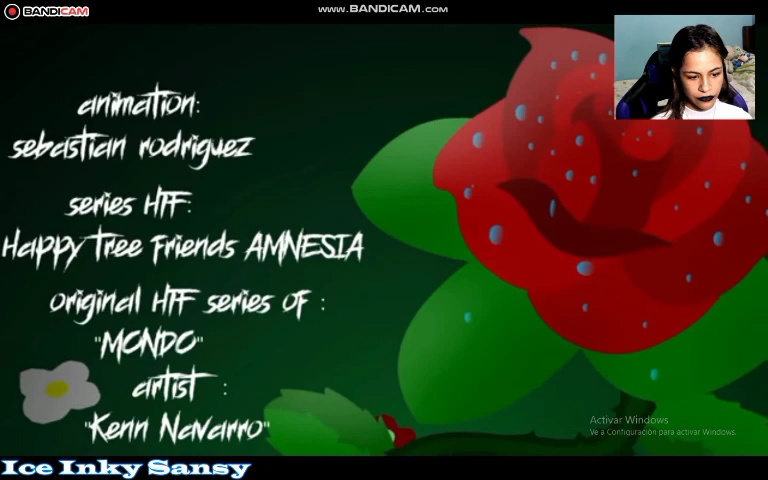 BANDICAM
www.BANDICAM.com
animation:
sebastian rodriguez
series HTF:
Happy Tree Friends AMNESIA
original HTF series of :
"MONDO"
artist :
"Kenn Navarro"
Activar Windows
Ve a Configuración para activar Windows.
Ice Inky Sansy